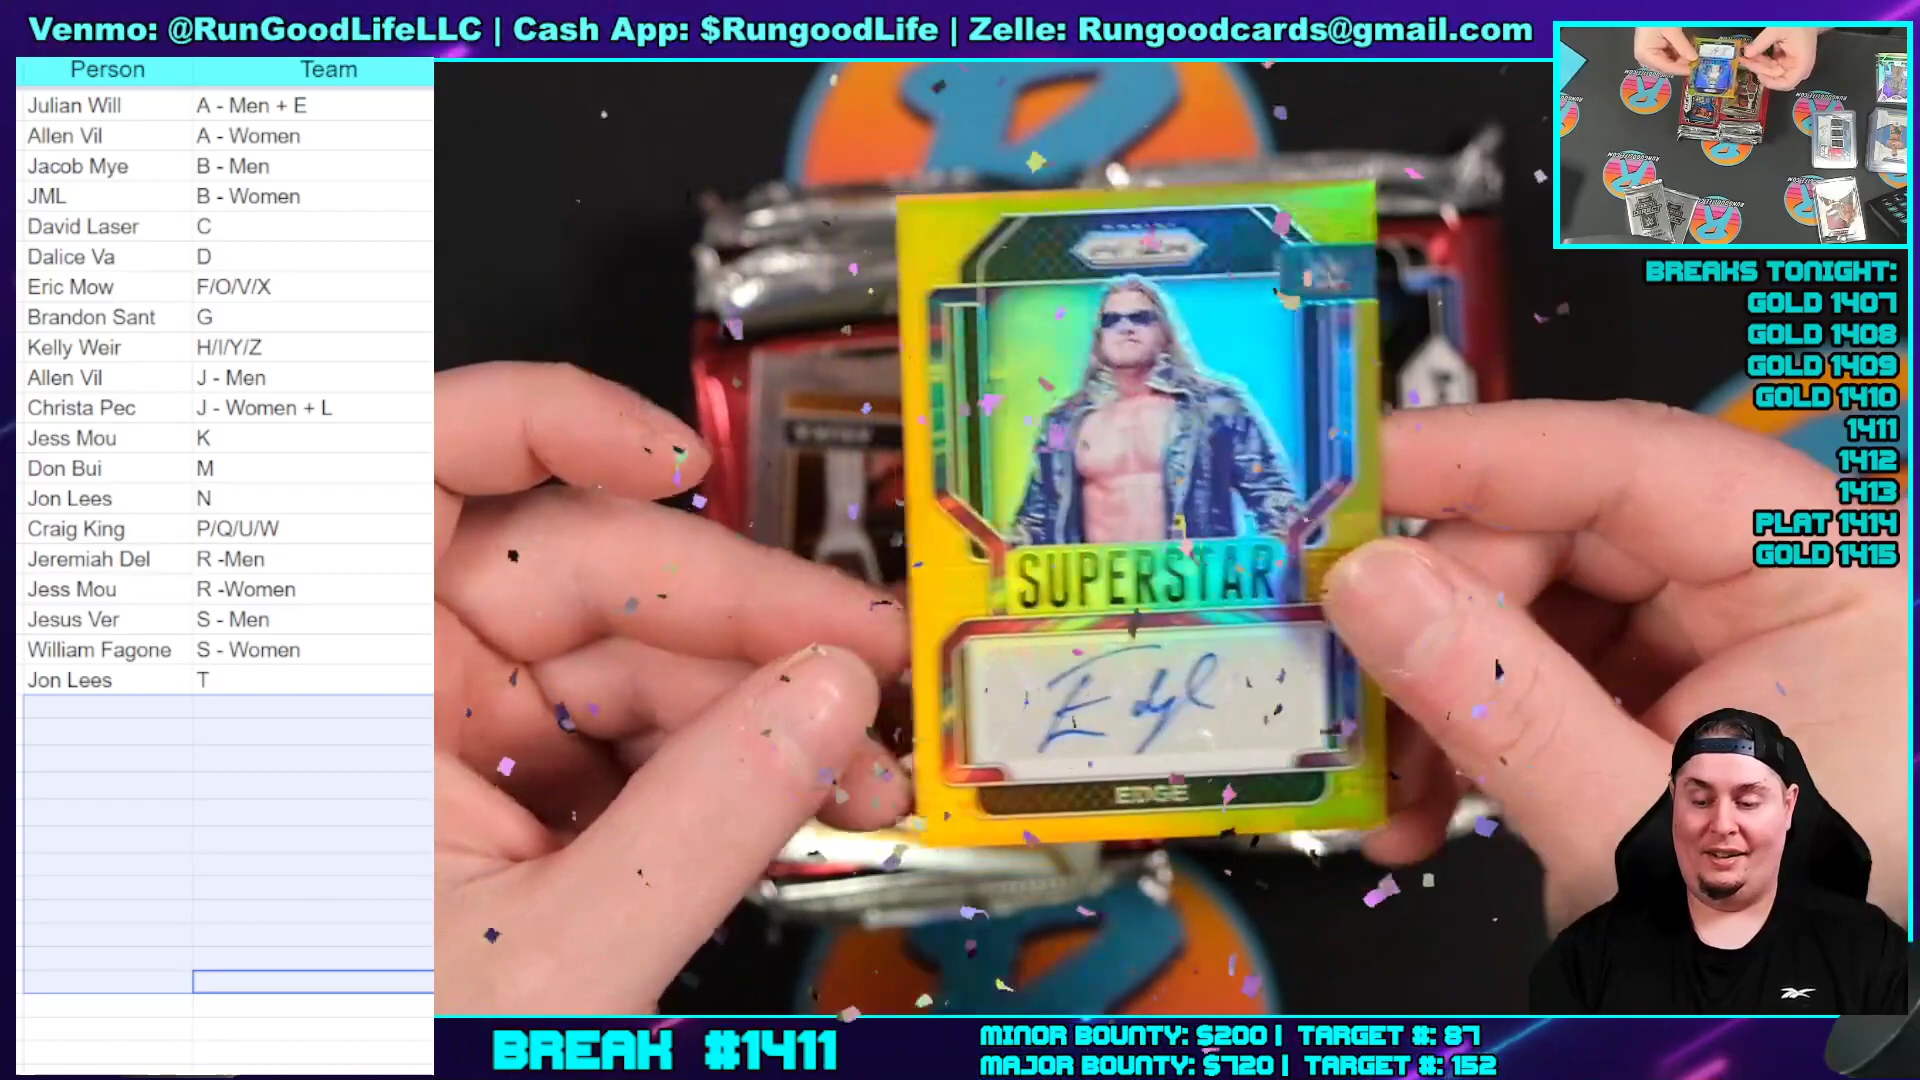 Venmo: @RunGoodLifeLLC | Cash App: $RungoodLife | Zelle: Rungoodcards@gmail.com
Person Team
Julian Will A - Men + E
Allen Vil A - Women
Jacob Mye B - Men
JML B - Women
David Laser C
Dalice Va D
Eric Mow F/O/V/X
Brandon Sant G
Kelly Weir H/I/Y/Z
Allen Vil J - Men
Christa Pec J - Women + L
Jess Mou K
Don Bui M
Jon Lees N
Craig King P/Q/U/W
Jeremiah Del R -Men
Jess Mou R -Women
Jesus Ver S - Men
William Fagone S - Women
Jon Lees T
PRIZM
SUPERSTAR
Edge
EDGE
BREAKS TONIGHT:
GOLD 1407
GOLD 1408
GOLD 1409
GOLD 1410
1411
1412
1413
PLAT 1414
GOLD 1415
BREAK #1411
MINOR BOUNTY: $200 | TARGET #: 87
MAJOR BOUNTY: $720 | TARGET #: 152